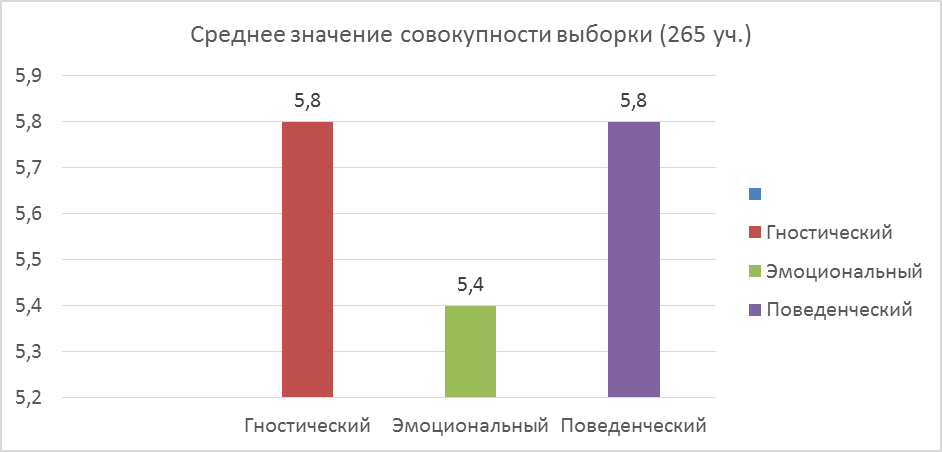 Среднее значение совокупности выборки (265 уч.)
5,9
5,8
5,7
5,6
5,5
5,4
5,3
5,2
5,8
5,4
5,8
Гностический
Эмоциональный
Поведенческий
Гностический Эмоциональный Поведенческий